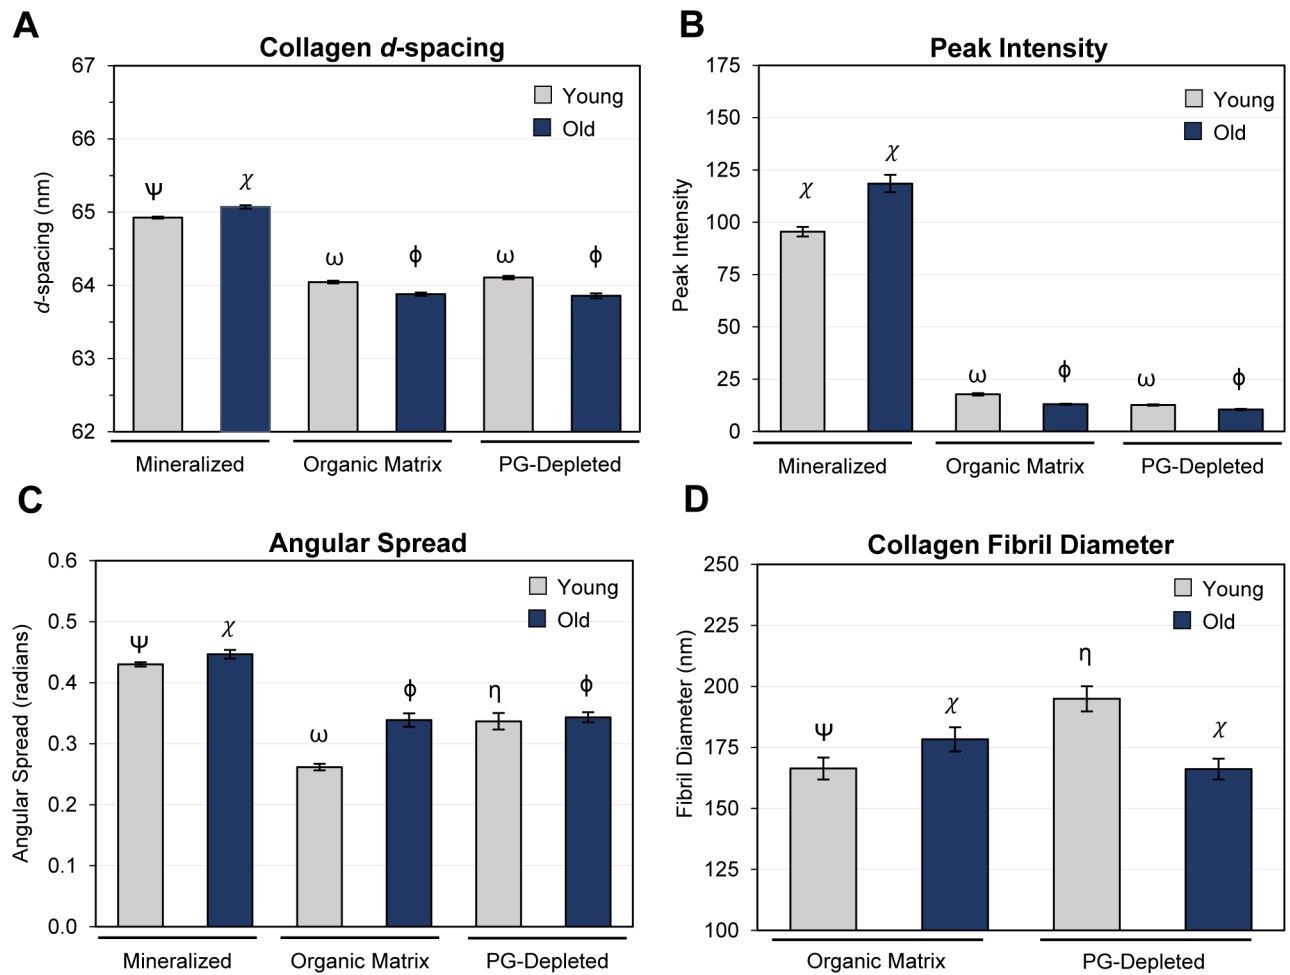 A
Collagen d-spacing
67
66
65
64
63
62
d-spacing (nm)
Young
Old
Ψ
χ
ω
ϕ
ω
ϕ
Mineralized
Organic Matrix
PG-Depleted
B
Peak Intensity
175
150
125
100
75
50
25
0
Peak Intensity
Young
Old
χ
χ
ω
ϕ
ω
ϕ
Mineralized
Organic Matrix
PG-Depleted
C
Angular Spread
0.6
0.5
0.4
0.3
0.2
0.1
0.0
Angular Spread (radians)
Young
Old
Ψ
χ
ω
ϕ
η
ϕ
Mineralized
Organic Matrix
PG-Depleted
D
Collagen Fibril Diameter
250
225
200
175
150
125
100
Fibril Diameter (nm)
Young
Old
Ψ
χ
η
χ
Organic Matrix
PG-Depleted